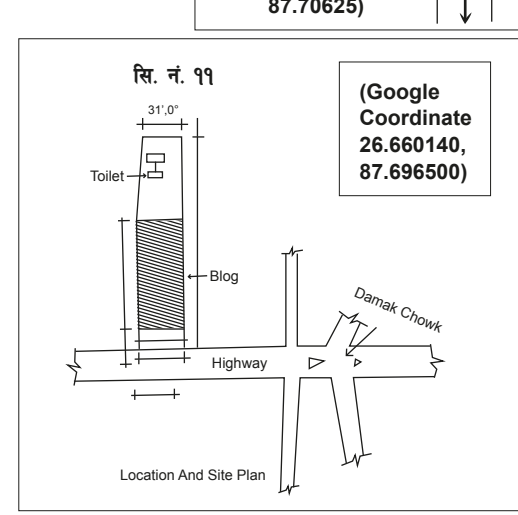 87.70625)
सि. नं. ११
31',0°
(Google
Coordinate
26.660140,
87.696500)
Toilet
Blog
Damak Chowk
Highway
Location And Site Plan